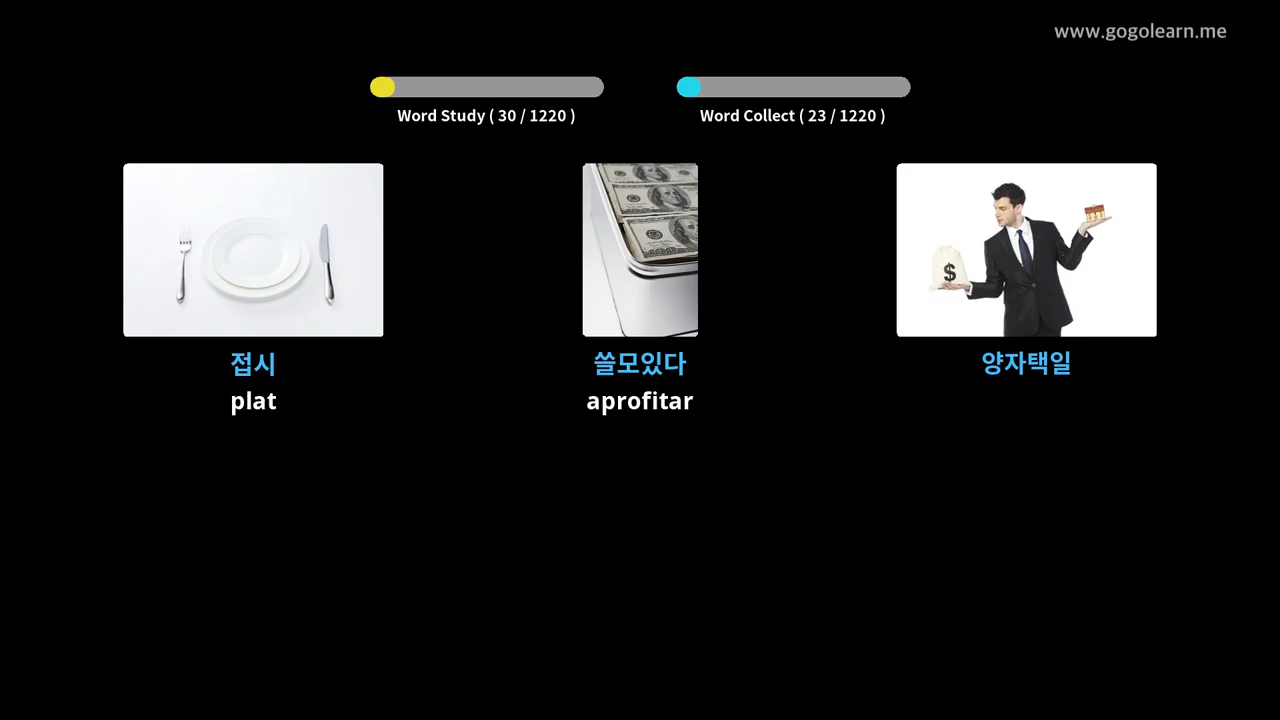 www.gogolearn.me
Word Study ( 30 / 1220 )
Word Collect ( 23 / 1220 )
$
접시
쓸모있다
양자택일
plat
aprofitar